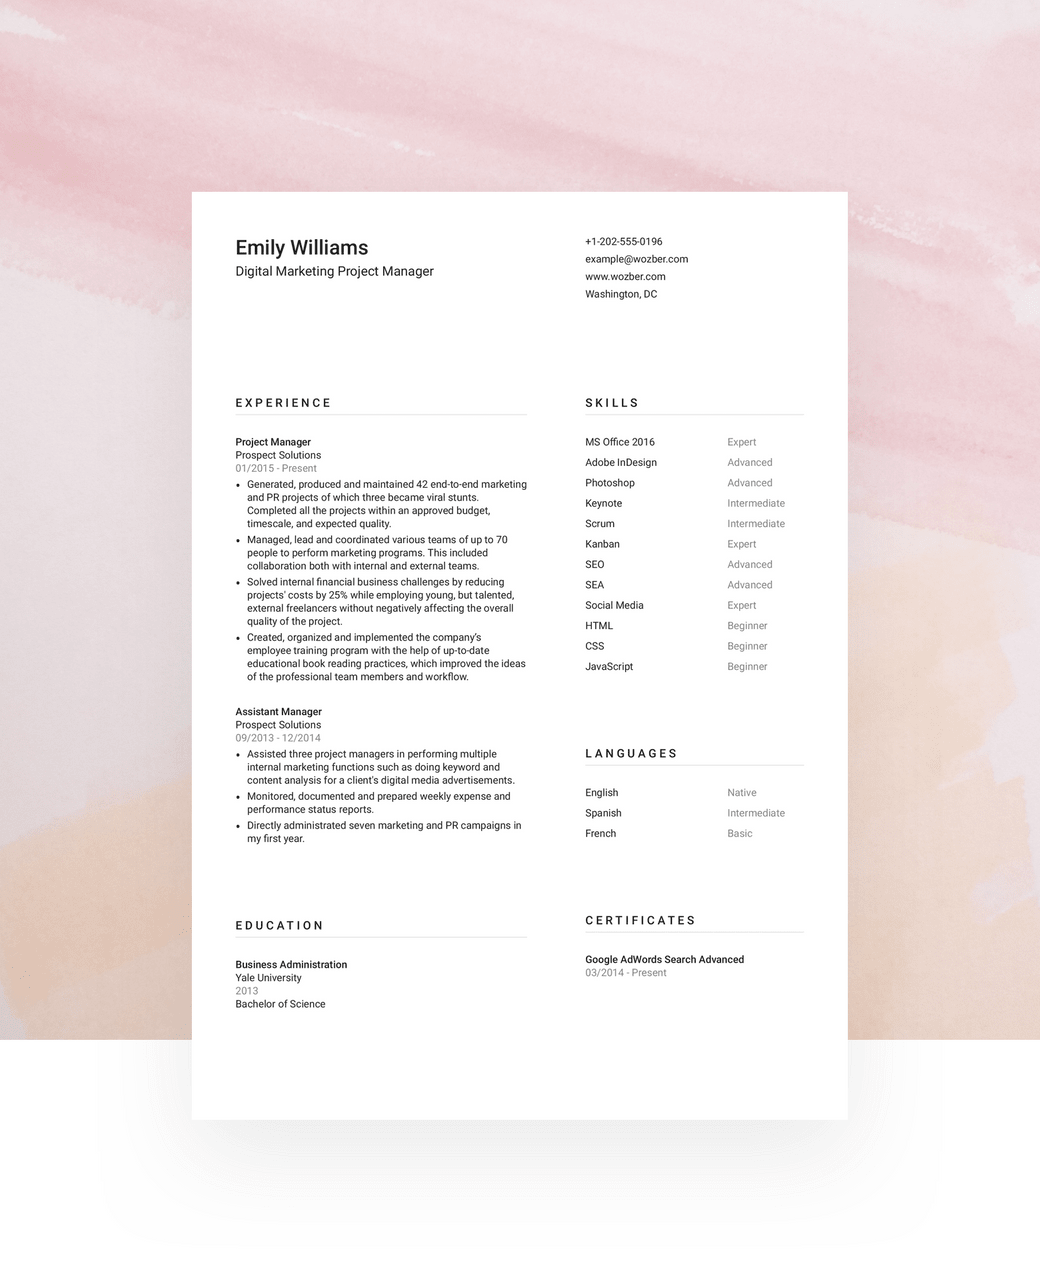 Emily Williams
Digital Marketing Project Manager
+1-202-555-0196
example@wozber.com
www.wozber.com
Washington, DC
EXPERIENCE
Project Manager
Prospect Solutions
01/2015 - Present
• Generated, produced and maintained 42 end-to-end marketing
and PR projects of which three became viral stunts.
Completed all the projects within an approved budget,
timescale, and expected quality.
• Managed, lead and coordinated various teams of up to 70
people to perform marketing programs. This included
collaboration both with internal and external teams.
• Solved internal financial business challenges by reducing
projects' costs by 25% while employing young, but talented,
external freelancers without negatively affecting the overall
quality of the project.
• Created, organized and implemented the company's
employee training program with the help of up-to-date
educational book reading practices, which improved the ideas
of the professional team members and workflow.
Assistant Manager
Prospect Solutions
09/2013 - 12/2014
• Assisted three project managers in performing multiple
internal marketing functions such as doing keyword and
content analysis for a client's digital media advertisements.
• Monitored, documented and prepared weekly expense and
performance status reports.
• Directly administrated seven marketing and PR campaigns in
my first year.
EDUCATION
Business Administration
Yale University
2013
Bachelor of Science
SKILLS
MS Office 2016 Expert
Adobe InDesign Advanced
Photoshop Advanced
Keynote Intermediate
Scrum Intermediate
Kanban Expert
SEO Advanced
SEA Advanced
Social Media Expert
HTML Beginner
CSS Beginner
JavaScript Beginner
LANGUAGES
English Native
Spanish Intermediate
French Basic
CERTIFICATES
Google AdWords Search Advanced
03/2014 - Present